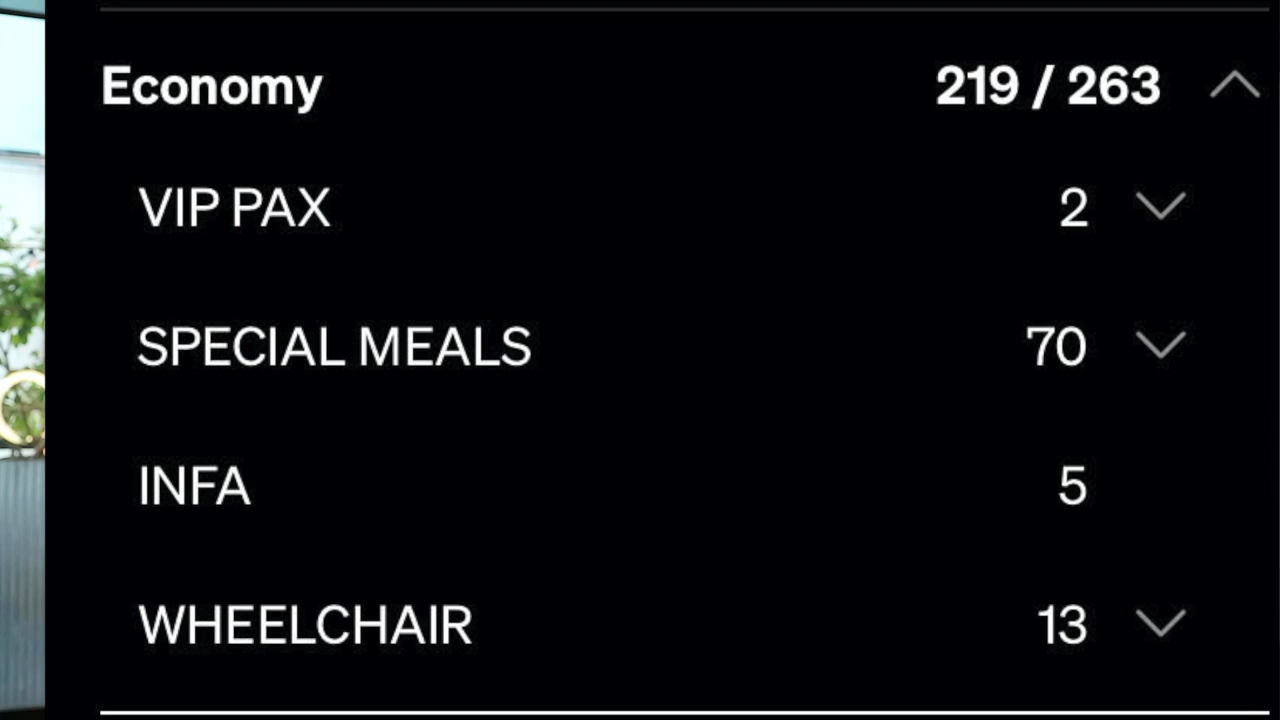 Economy 219 / 263
VIP PAX 2
SPECIAL MEALS 70
INFA 5
WHEELCHAIR 13